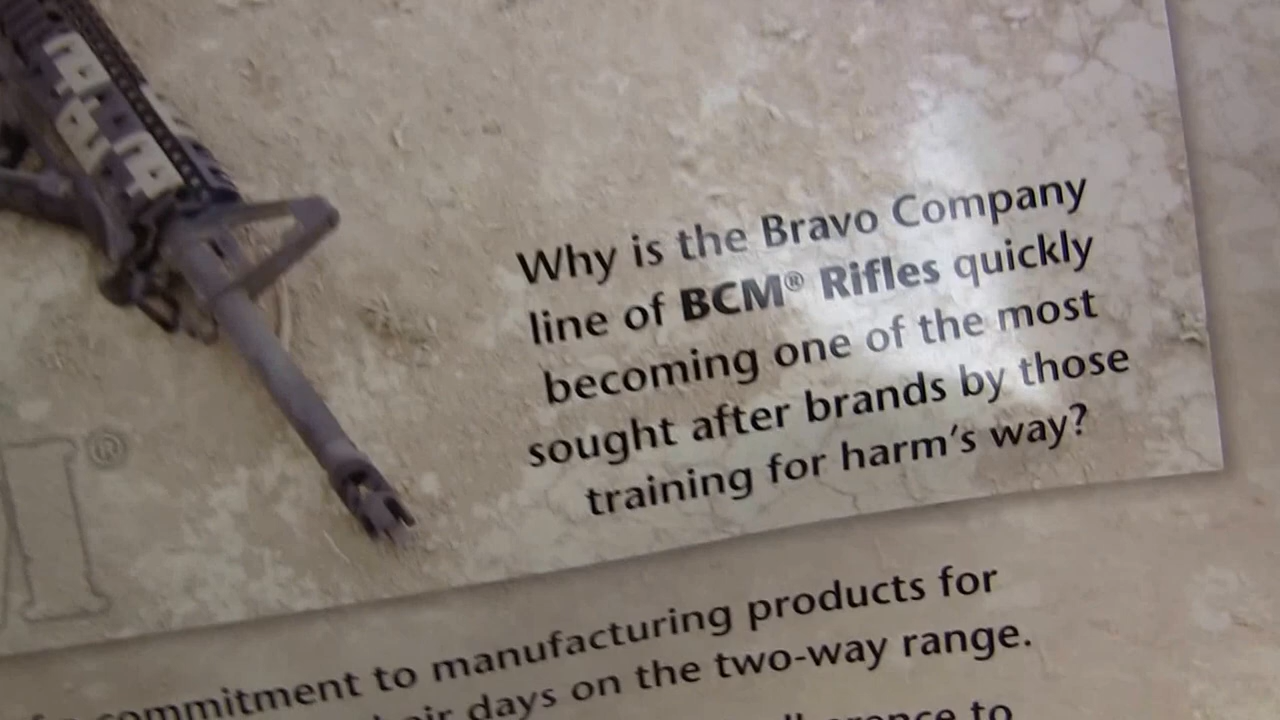 Why is the Bravo Company
line of BCM® Rifles quickly
becoming one of the most
sought after brands by those
training for harm's way?
M®
commitment to manufacturing products for
days on the two-way range.
to